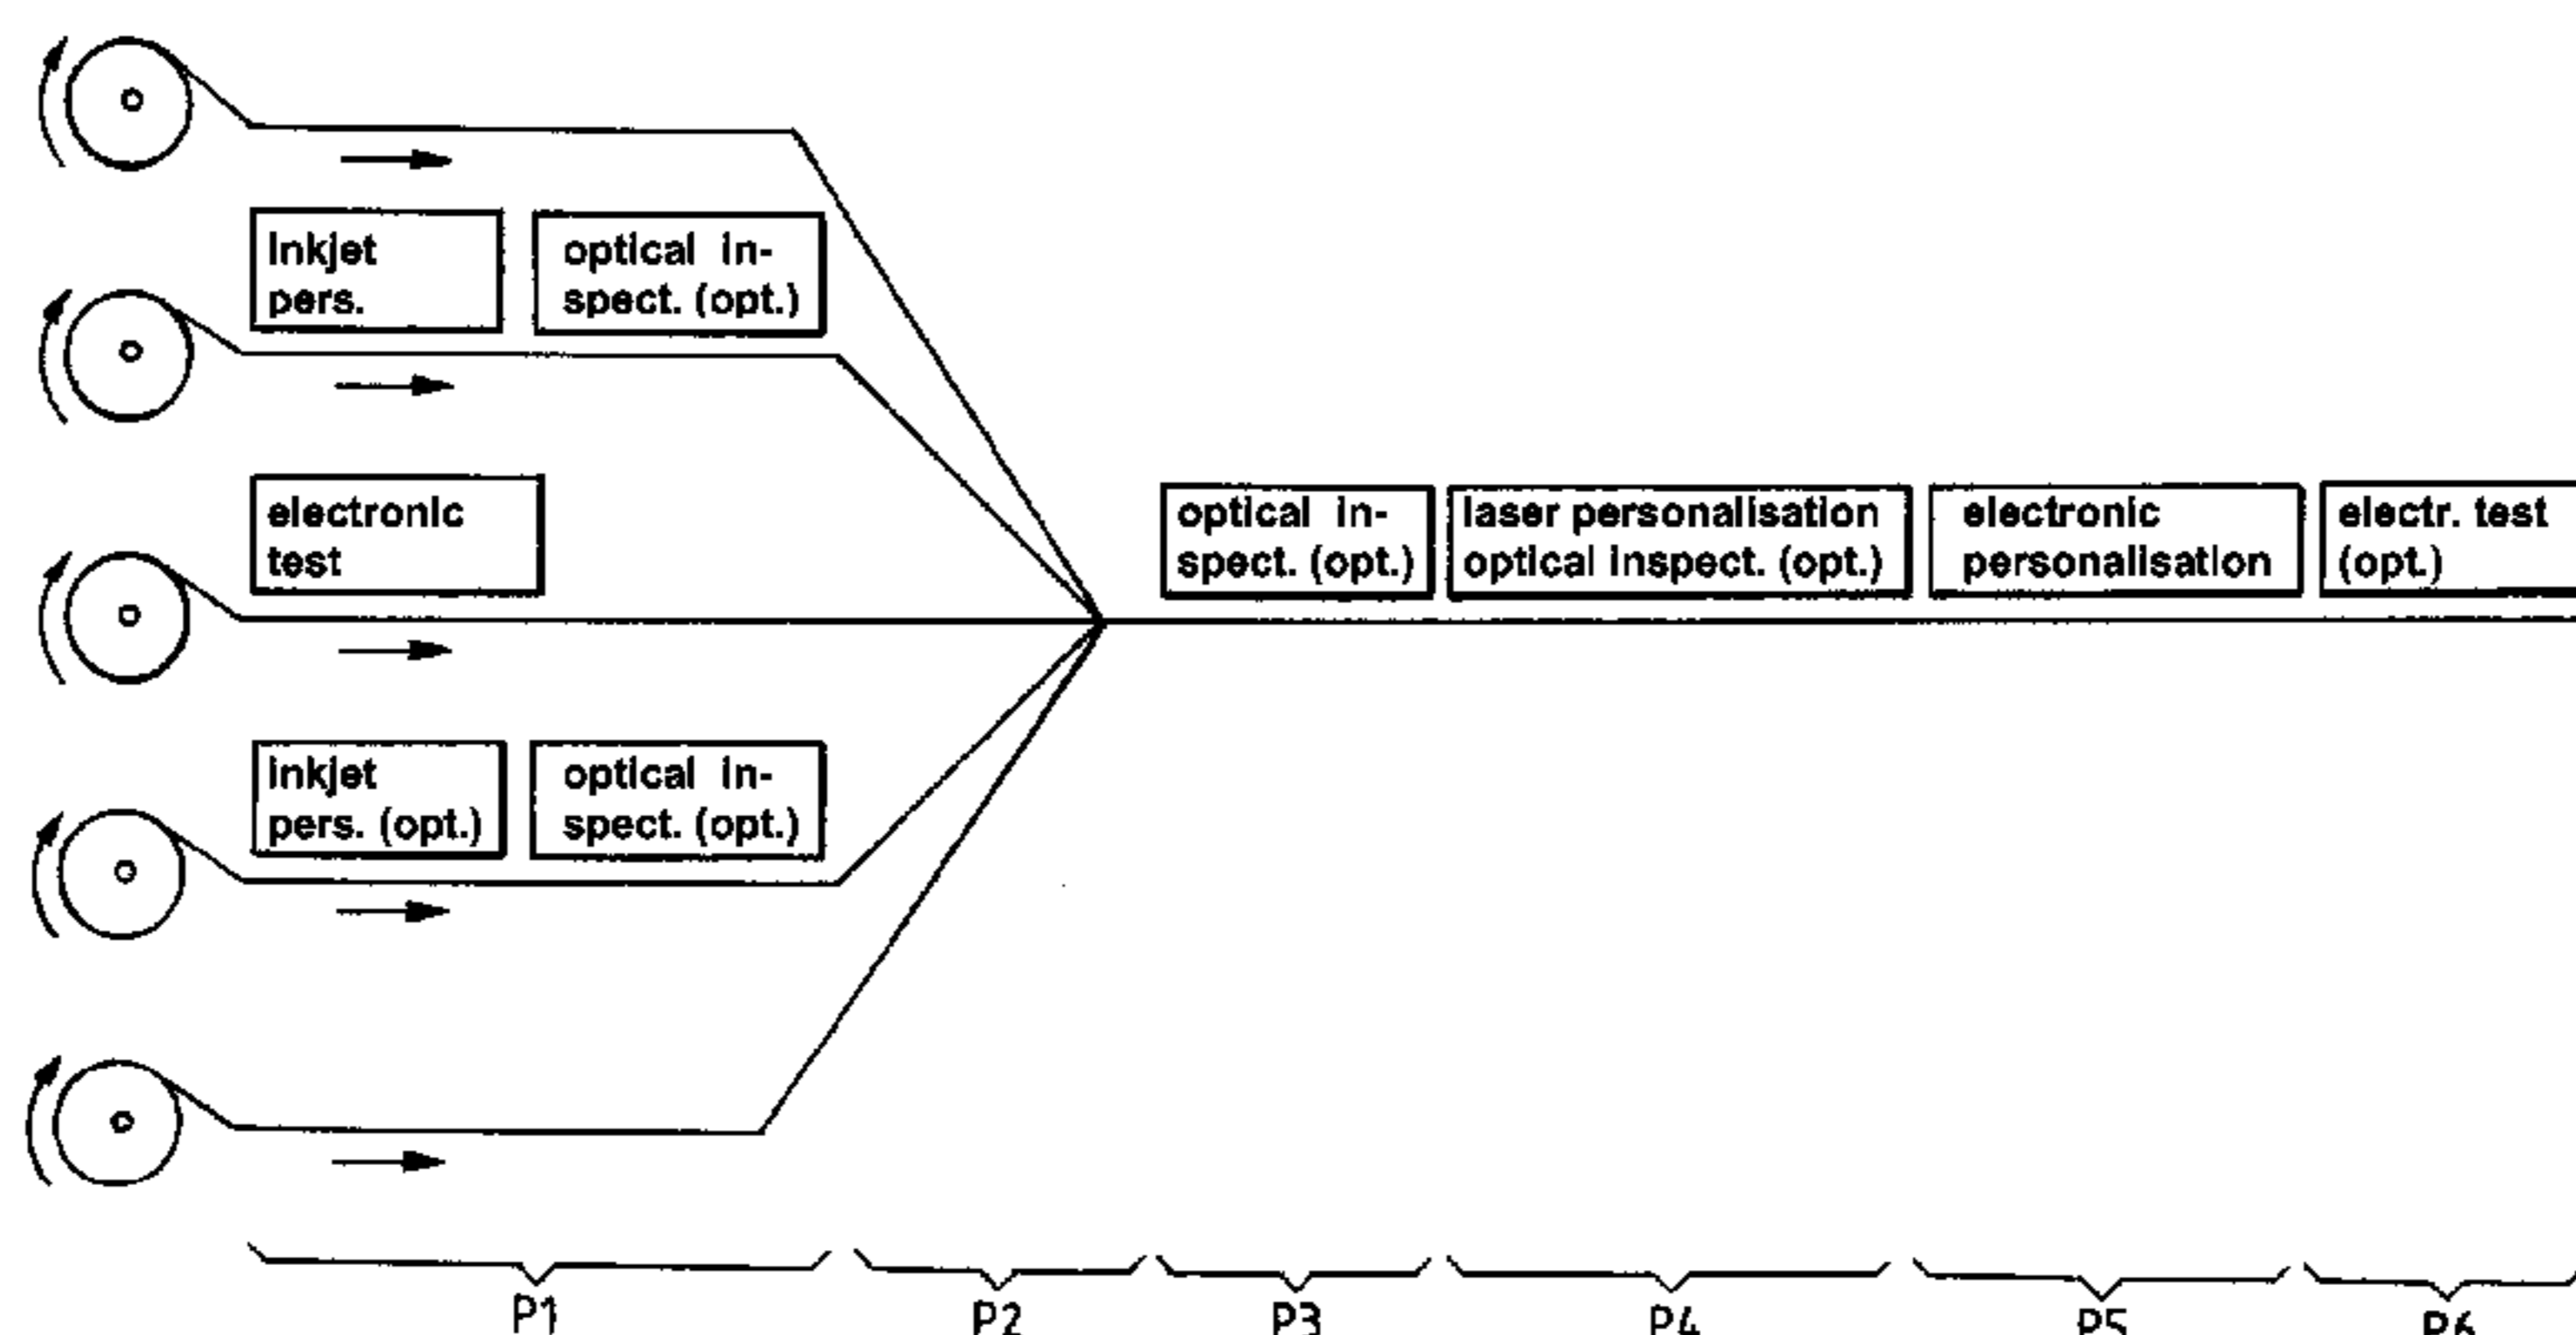 Inkjet
pers.
optical in-
spect. (opt.)
electronic
test
optical in-
spect. (opt.)
laser personalisation
optical inspect. (opt.)
electronic
personalisation
electr. test
(opt.)
inkjet
pers. (opt.)
optical in-
spect. (opt.)
P1
P2
P3
P4
P5
P6